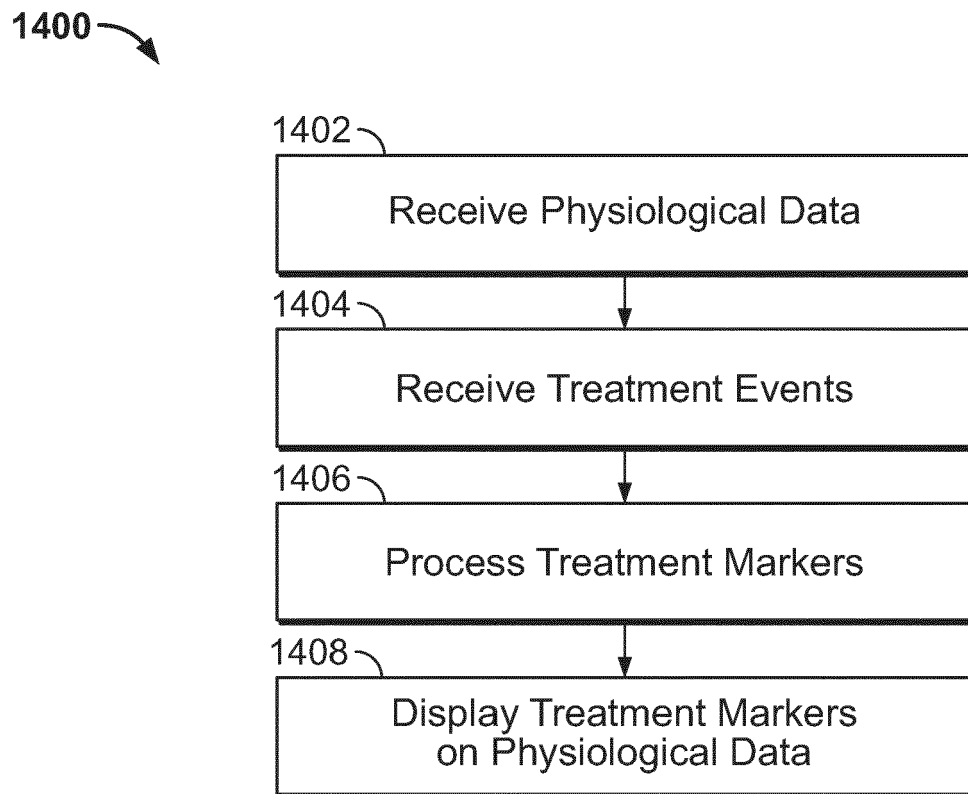 1400
1402
Receive Physiological Data
1404
Receive Treatment Events
1406
Process Treatment Markers
1408
Display Treatment Markers
on Physiological Data